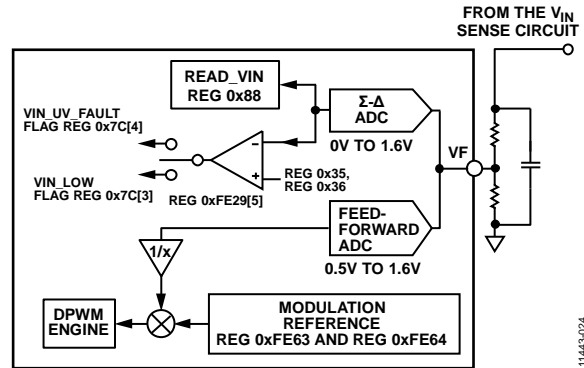 FROM THE VIN
SENSE CIRCUIT
READ_VIN
REG 0x88
Σ-Δ
ADC
VIN_UV_FAULT
FLAG REG 0x7C[4]
0V TO 1.6V
VF
–
+
REG 0x35,
REG 0x36
VIN_LOW
FLAG REG 0x7C[3]
REG 0xFE29[5]
FEED-
FORWARD
ADC
1/x
0.5V TO 1.6V
DPWM
ENGINE
MODULATION
REFERENCE
REG 0xFE63 AND REG 0xFE64
11443-024